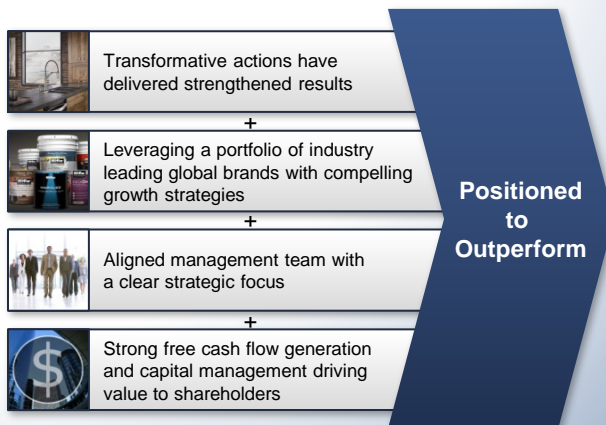 Transformative actions have
delivered strengthened results
+
Leveraging a portfolio of industry
leading global brands with compelling
growth strategies
+
Aligned management team with
a clear strategic focus
+
Strong free cash flow generation
and capital management driving
value to shareholders
$
Positioned
to
Outperform